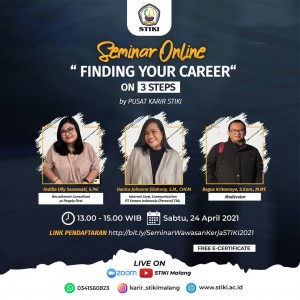 STIKI
Seminar Online
" FINDING YOUR CAREER"
ON 3 STEPS
by PUSAT KARIR STIKI
Recruitment Consultant
at People First
Internal Corp. Communication
PT Semen Indonesia (Persero) Tbk.
Moderator
13.00 - 15.00 WIB
Sabtu, 24 April 2021
LINK PENDAFTARAN http://bit.ly/SeminarWawasanKerjaSTIKI2021
FREE E-CERTIFICATE
LIVE ON
zoom
STIKI Malang
0341560823
karir_stikimalang
www.stiki.ac.id